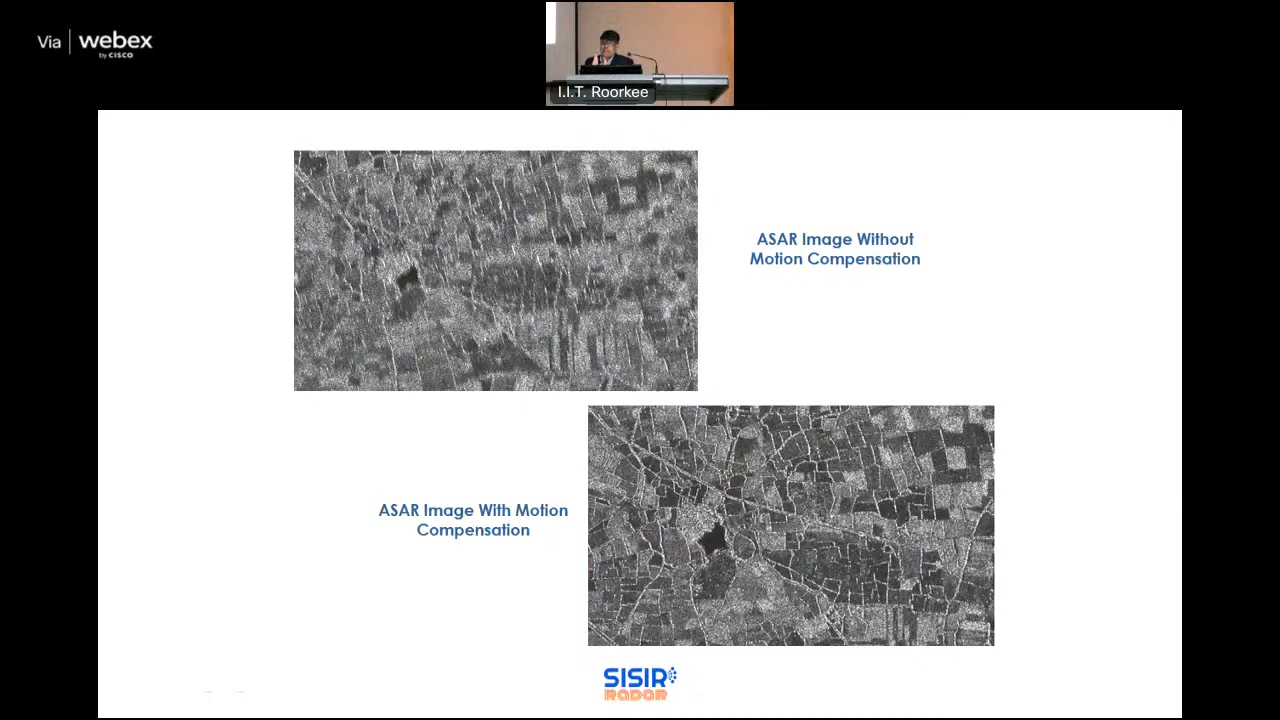 Via | webex
by CISCO
I.I.T. Roorkee
ASAR Image Without
Motion Compensation
ASAR Image With Motion
Compensation
SISIR
RADAR